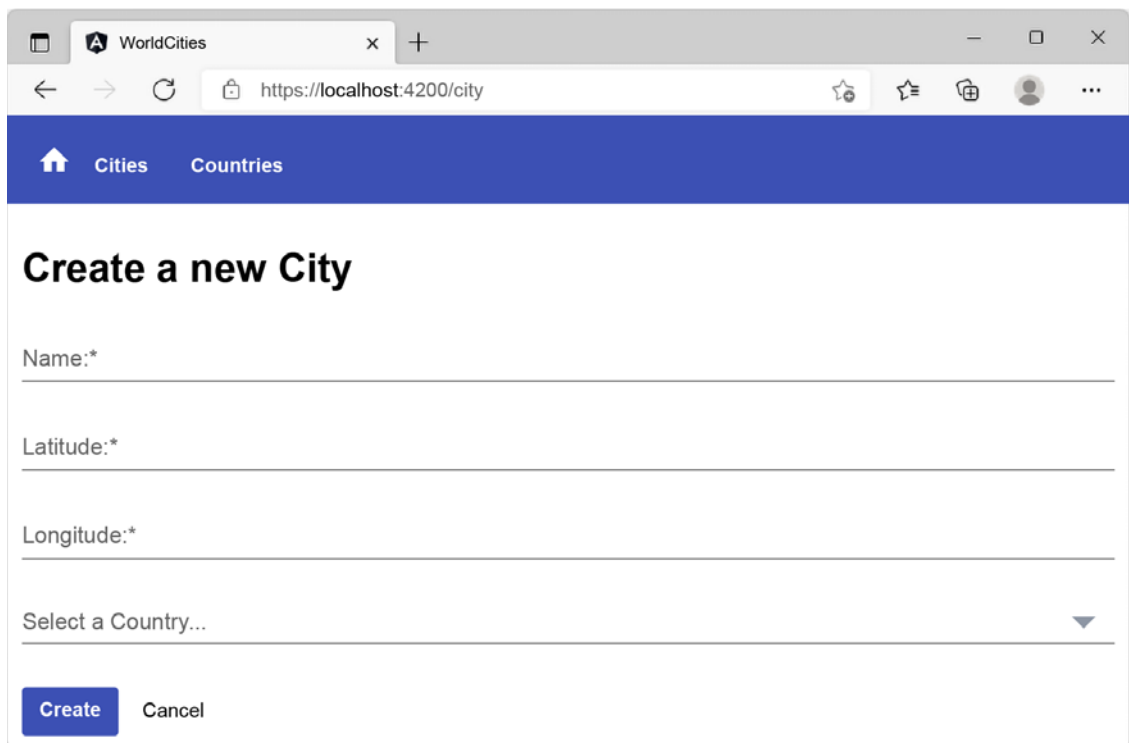 WorldCities
https://localhost:4200/city
Cities Countries
Create a new City
Name:*
Latitude:*
Longitude:*
Select a Country...
Create Cancel